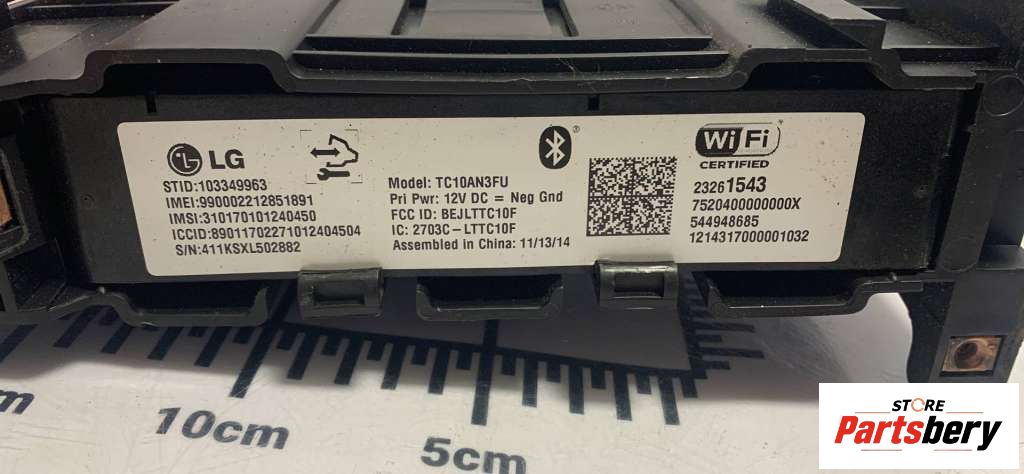 LG
STID:103349963
IMEI:990002212851891
IMSI:310170101240450
ICCID:89011702271012404504
S/N:411KSXL502882
Model: TC10AN3FU
Pri Pwr: 12V DC = Neg Gnd
FCC ID: BEJLTTC10F
IC: 2703C-LTTC10F
Assembled in China: 11/13/14
®
Wi Fi
CERTIFIED
23261543
7520400000000X
544948685
1214317000001032
10cm
5cm
STORE
Partsbery